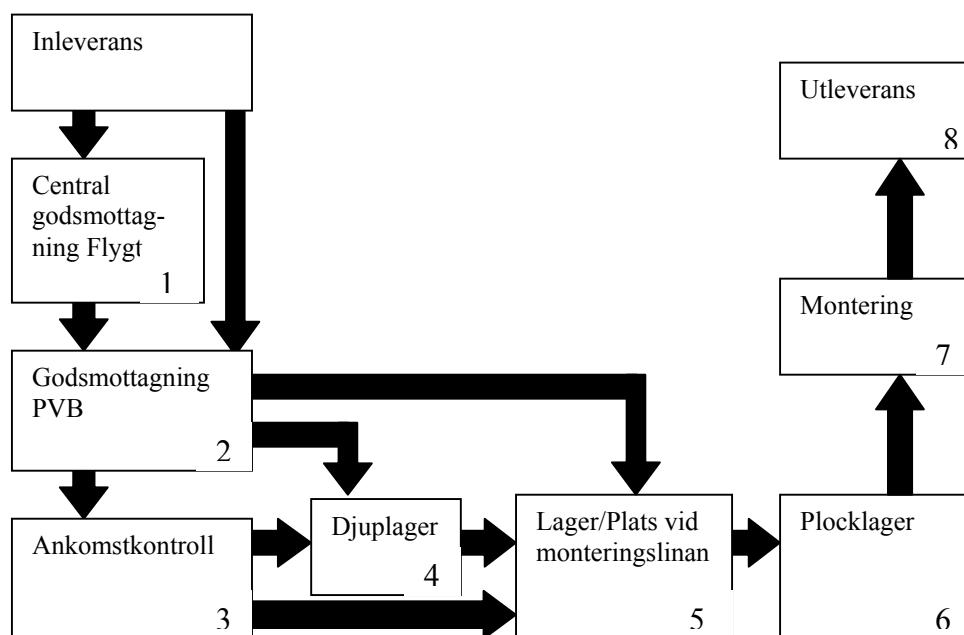 Inleverans
Central
godsmottag-
ning Flygt
1
Godsmottagning
PVB
2
Ankomstkontroll
3
Djuplager
4
Lager/Plats vid
monteringslinan
5
Plocklager
6
Montering
7
Utleverans
8